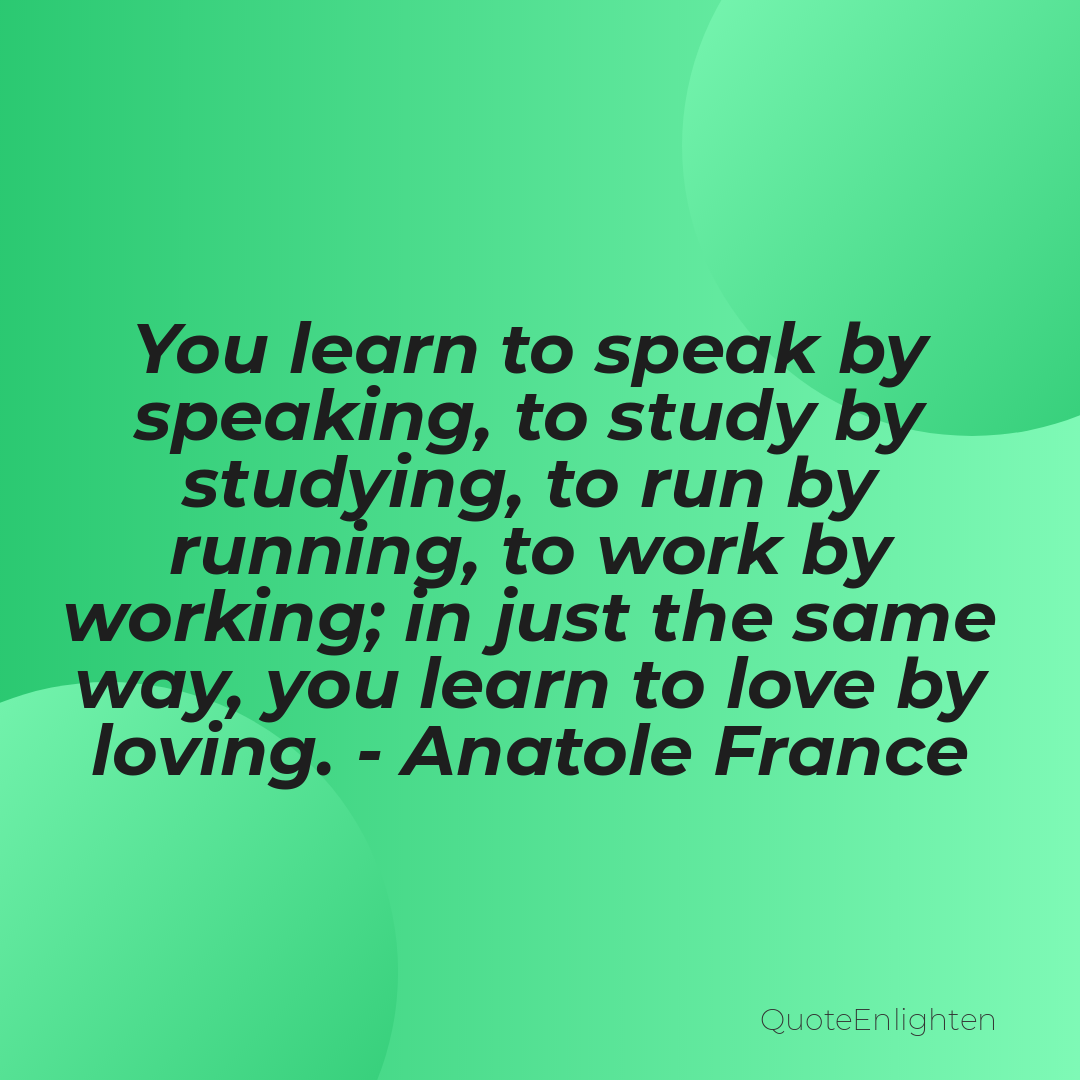 You learn to speak by
speaking, to study by
studying, to run by
running, to work by
working; in just the same
way, you learn to love by
loving. - Anatole France
QuoteEnlighten